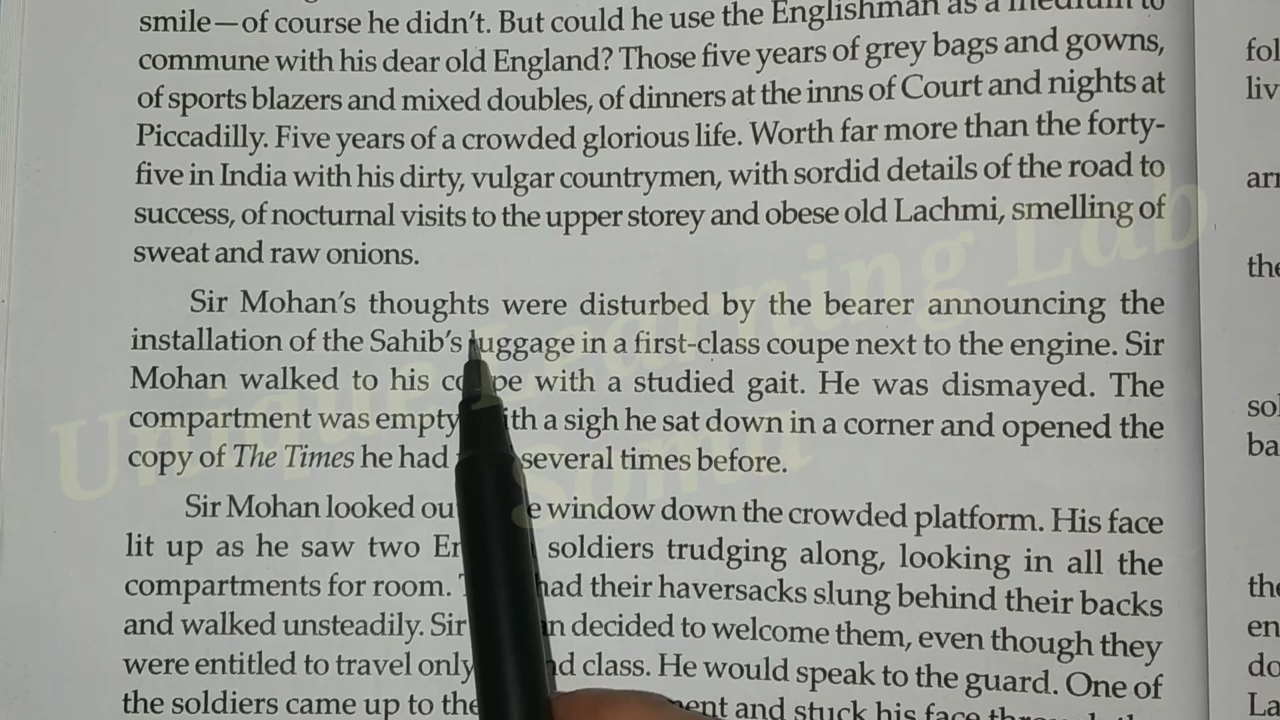 smile—of course he didn't. But could he use the Englishman as a medium to
commune with his dear old England? Those five years of grey bags and gowns,
of sports blazers and mixed doubles, of dinners at the inns of Court and nights at
Piccadilly. Five years of a crowded glorious life. Worth far more than the forty-
five in India with his dirty, vulgar countrymen, with sordid details of the road to
success, of nocturnal visits to the upper storey and obese old Lachmi, smelling of
sweat and raw onions.
Sir Mohan's thoughts were disturbed by the bearer announcing the
installation of the Sahib's luggage in a first-class coupe next to the engine. Sir
Mohan walked to his coupe with a studied gait. He was dismayed. The
compartment was empty. With a sigh he sat down in a corner and opened the
copy of The Times he had several times before.
Sir Mohan looked out window down the crowded platform. His face
lit up as he saw two soldiers trudging along, looking in all the
compartments for room. had their haversacks slung behind their backs
and walked unsteadily. Sir decided to welcome them, even though they
were entitled to travel only class. He would speak to the guard. One of
the soldiers came up to the and stuck his face
Unique Learning Lab
Soma
the